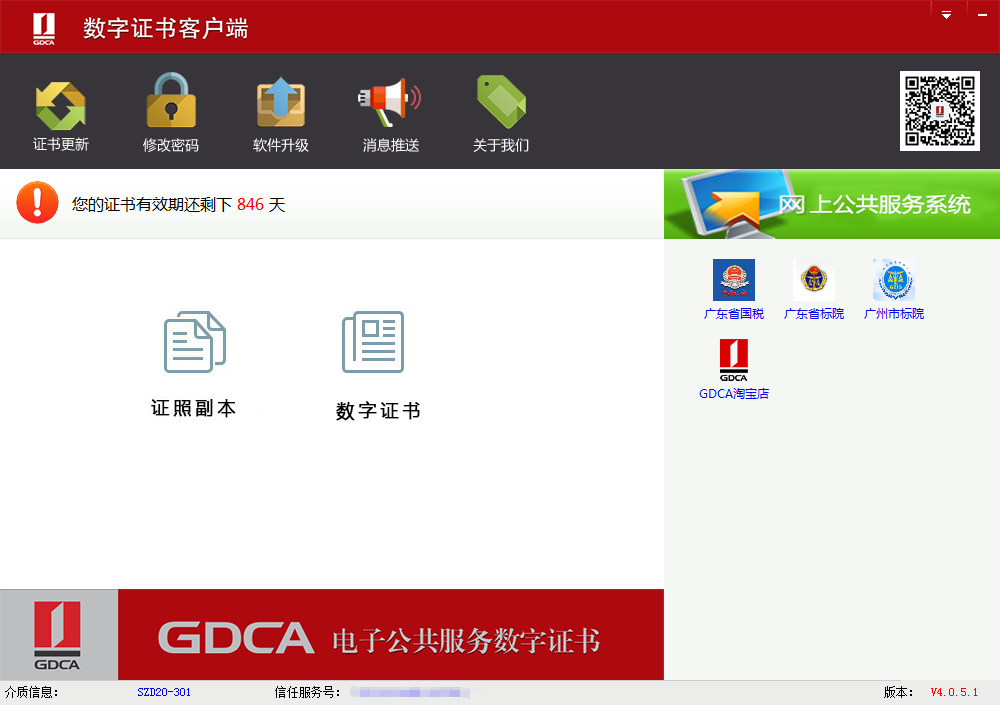 GDCA 数字证书客户端
证书更新 修改密码 软件升级 消息推送 关于我们
您的证书有效期还剩下 846 天
网上公共服务系统
广东省国税 广东省标院 广州市标院
GDCA
GDCA淘宝店
证照副本 数字证书
GDCA
GDCA 电子公共服务数字证书
介质信息: SZD20-301 信任服务号: 版本: V4.0.5.1